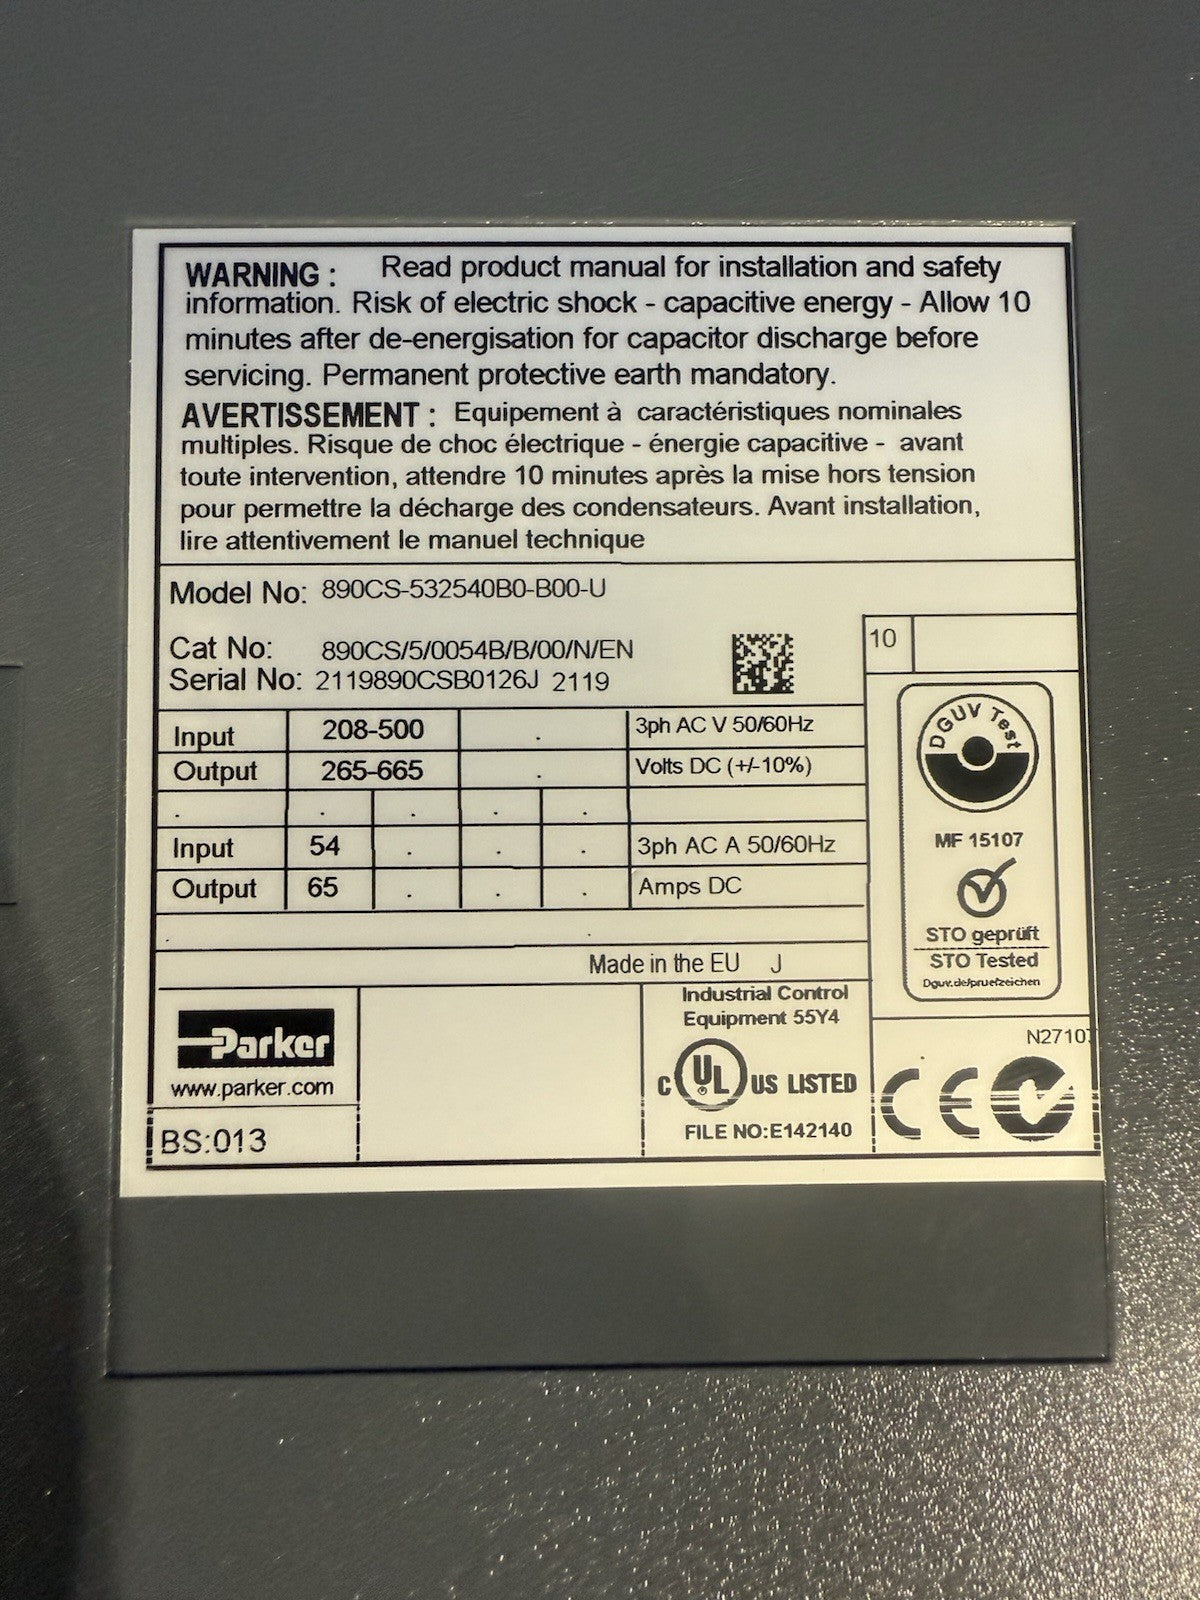 WARNING : Read product manual for installation and safety
information. Risk of electric shock - capacitive energy - Allow 10
minutes after de-energisation for capacitor discharge before
servicing. Permanent protective earth mandatory.
AVERTISSEMENT : Equipement à caractéristiques nominales
multiples. Risque de choc électrique - énergie capacitive - avant
toute intervention, attendre 10 minutes après la mise hors tension
pour permettre la décharge des condensateurs. Avant installation,
lire attentivement le manuel technique
Model No: 890CS-532540B0-B00-U
Cat No: 890CS/5/0054B/B/00/N/EN
Serial No: 2119890CSB0126J 2119
10
Input 208-500 . 3ph AC V 50/60Hz
Output 265-665 . Volts DC (+/-10%)
. . . . .
Input 54 . . . 3ph AC A 50/60Hz
Output 65 . . . Amps DC
. .
Made in the EU J
DGUV Test
MF 15107
STO geprüft
STO Tested
Dguv.de/pruefzeichen
Parker
www.parker.com
BS:013
Industrial Control
Equipment 55Y4
C UL US LISTED
FILE NO:E142140
N27107
CE